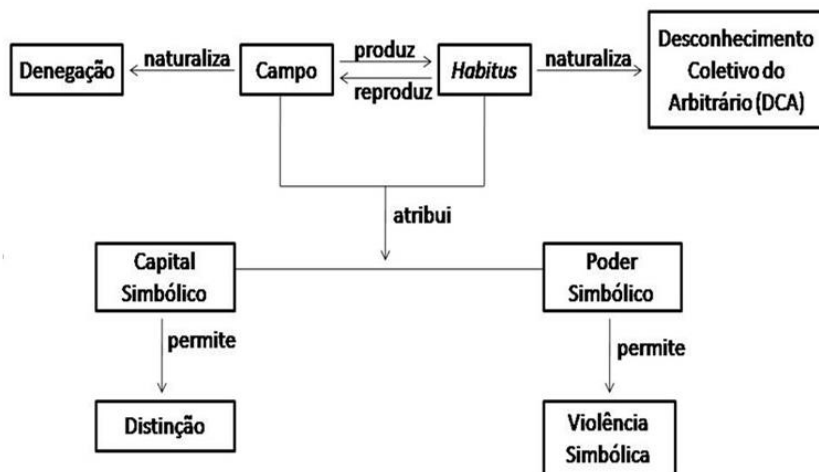 Denegação
naturaliza
Campo
produz
reproduz
Habitus
naturaliza
Desconhecimento
Coletivo do
Arbitrário (DCA)
atribui
Capital
Simbólico
Poder
Simbólico
permite
permite
Distinção
Violência
Simbólica